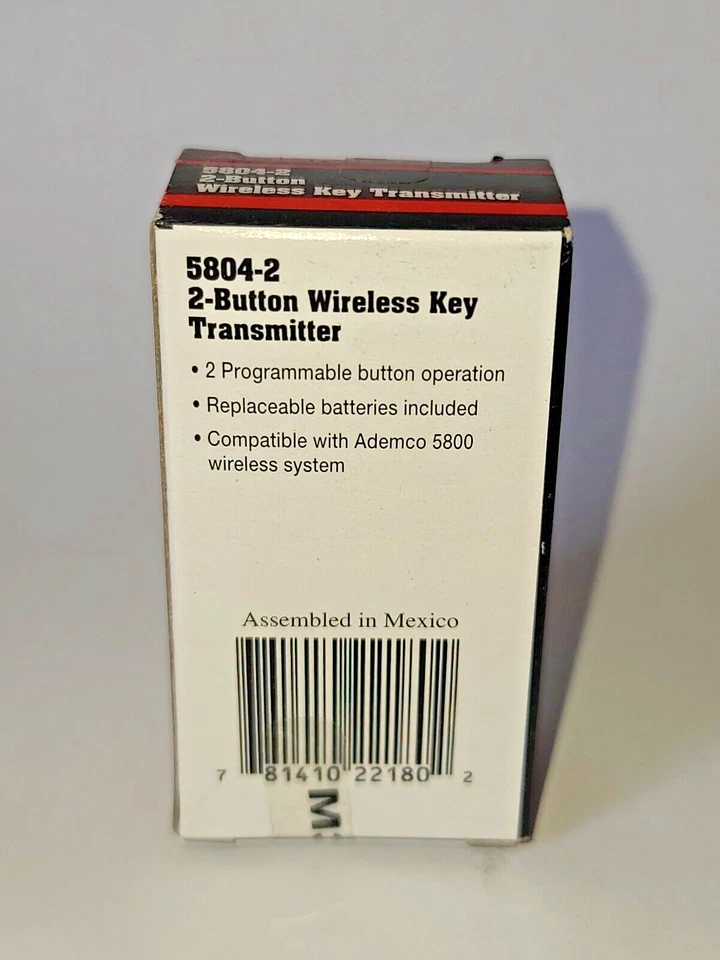 5804-2
2-Button
Wireless Key Transmitter
5804-2
2-Button Wireless Key
Transmitter
• 2 Programmable button operation
• Replaceable batteries included
• Compatible with Ademco 5800
wireless system
Assembled in Mexico
7 81410 22180 2
M